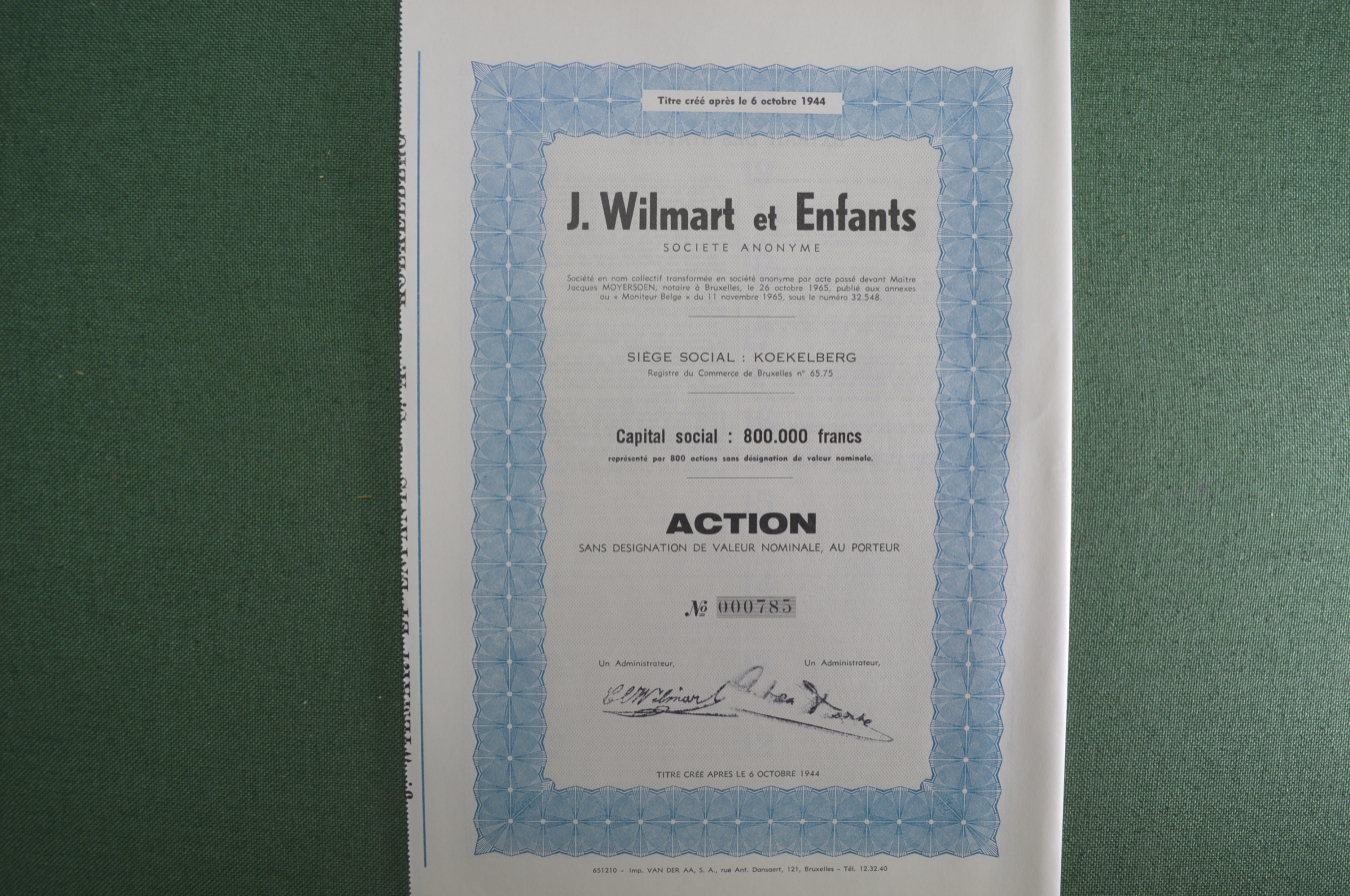 Titre créé après le 6 octobre 1944
J. Wilmart et Enfants
SOCIETE ANONYME
Société en nom collectif transformée en société anonyme par acte passé devant Maître
Jacques MOYERSOEN, notaire à Bruxelles, le 26 octobre 1965, publié aux annexes
au « Moniteur Belge » du 11 novembre 1965, sous le numéro 32.548.
SIÈGE SOCIAL : KOEKELBERG
Registre du Commerce de Bruxelles n° 65.75
Capital social : 800.000 francs
représenté par 800 actions sans désignation de valeur nominale.
ACTION
SANS DESIGNATION DE VALEUR NOMINALE, AU PORTEUR
No 000785
Un Administrateur, Un Administrateur,
Wilmart
TITRE CRÉÉ APRES LE 6 OCTOBRE 1944
651210 - Imp. VAN DER AA, S. A., rue Ant. Dansaert, 121, Bruxelles - Tél. 12.32.40